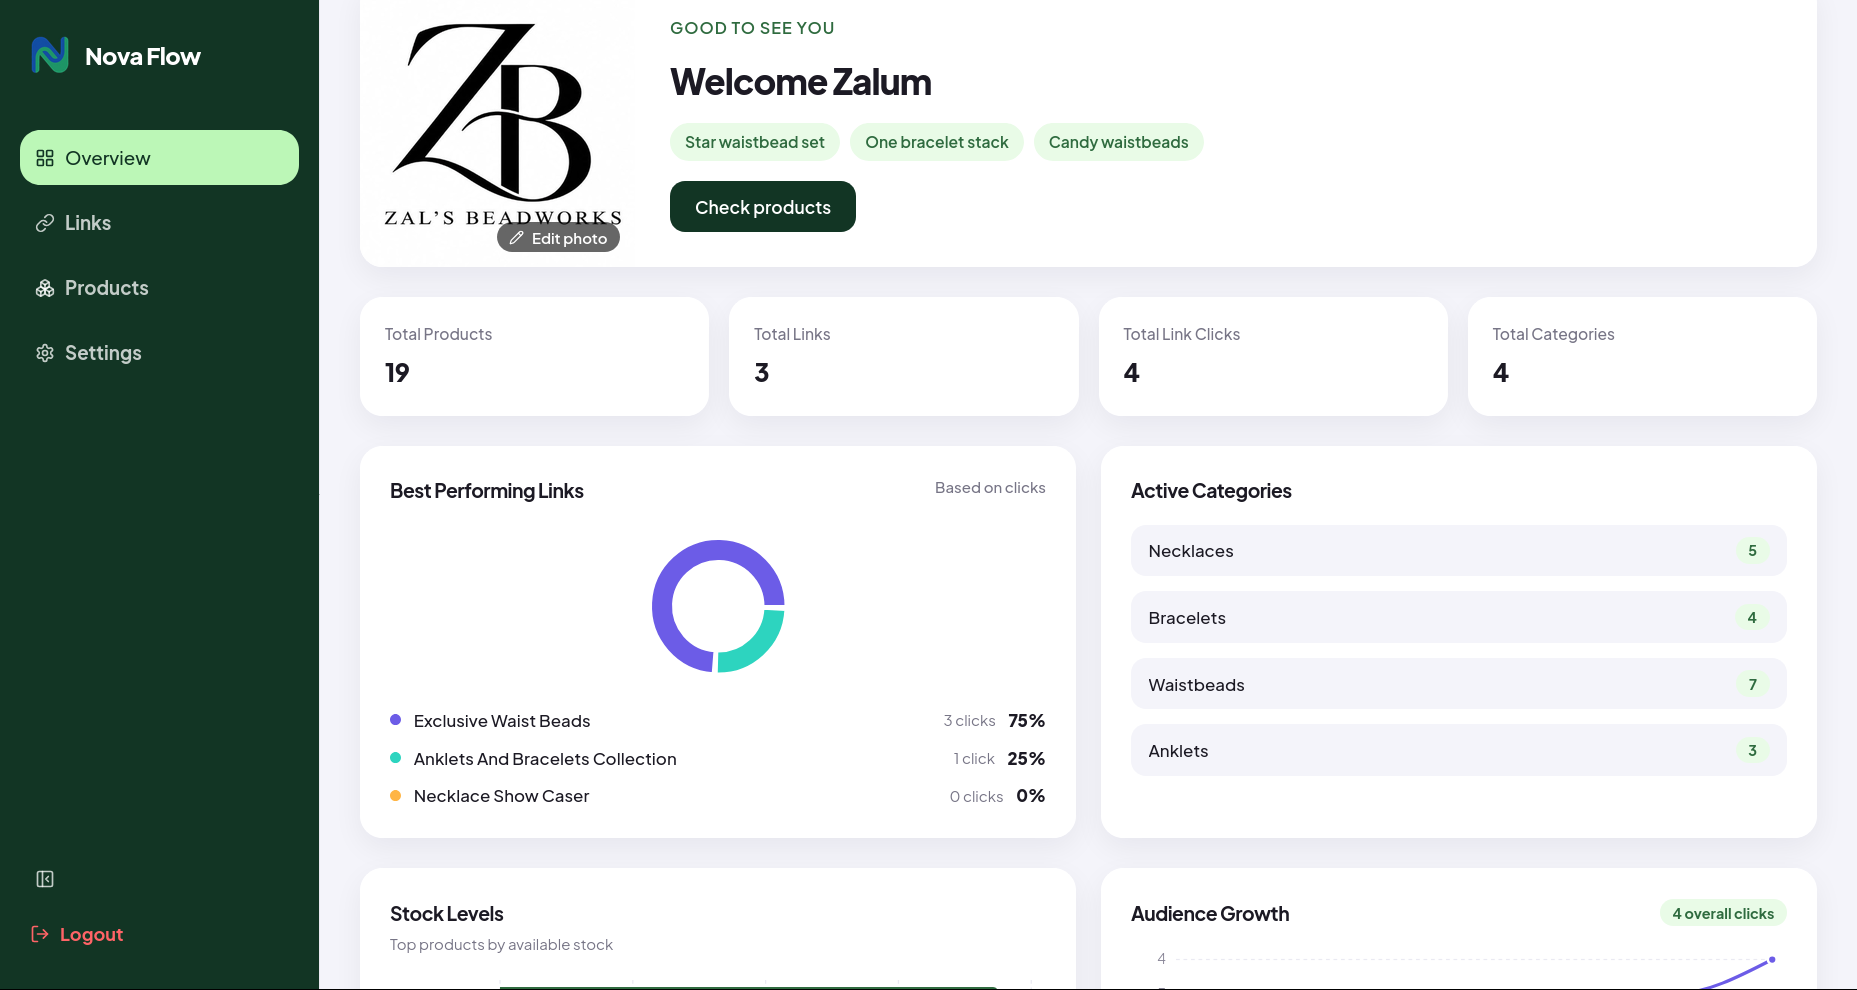 Nova Flow
Overview
Links
Products
Settings
Logout
ZB
ZAL'S BEADWORKS
Edit photo
GOOD TO SEE YOU
Welcome Zalum
Star waistbead set
One bracelet stack
Candy waistbeads
Check products
Total Products
19
Total Links
3
Total Link Clicks
4
Total Categories
4
Best Performing Links
Based on clicks
Exclusive Waist Beads 3 clicks 75%
Anklets And Bracelets Collection 1 click 25%
Necklace Show Caser 0 clicks 0%
Active Categories
Necklaces 5
Bracelets 4
Waistbeads 7
Anklets 3
Stock Levels
Top products by available stock
Audience Growth
4 overall clicks
4